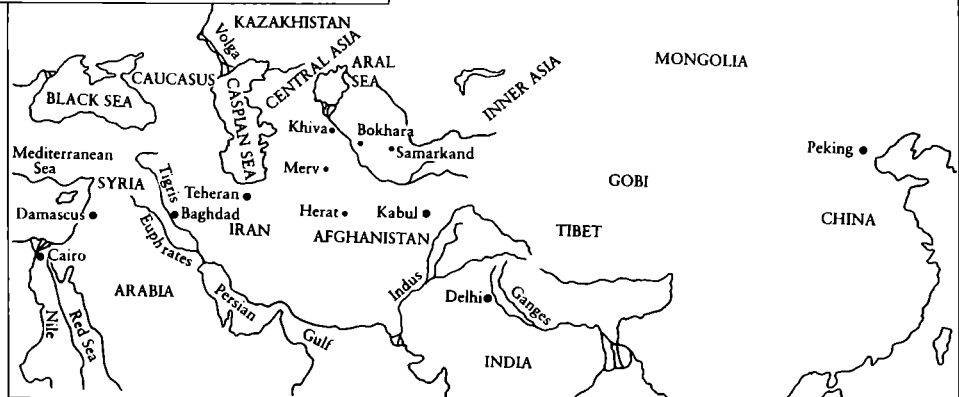 KAZAKHSTAN
Volga
CENTRAL ASIA
ARAL
SEA
MONGOLIA
CAUCASUS
INNER ASIA
BLACK SEA
CASPIAN SEA
Khiva
Bokhara
Samarkand
Peking
Mediterranean
Sea
Merv
SYRIA
Tigris
Teheran
GOBI
Damascus
Baghdad
Herat
Kabul
CHINA
IRAN
AFGHANISTAN
TIBET
Euphrates
Cairo
ARABIA
Indus
Delhi
Ganges
Persian
Gulf
Nile
Red Sea
INDIA